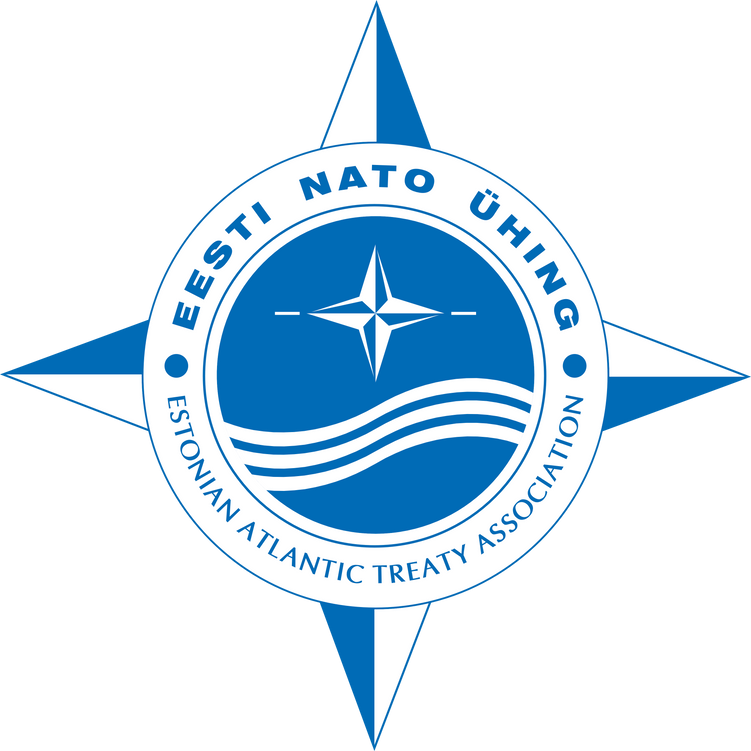 EESTI NATO ÜHING
ESTONIAN ATLANTIC TREATY ASSOCIATION